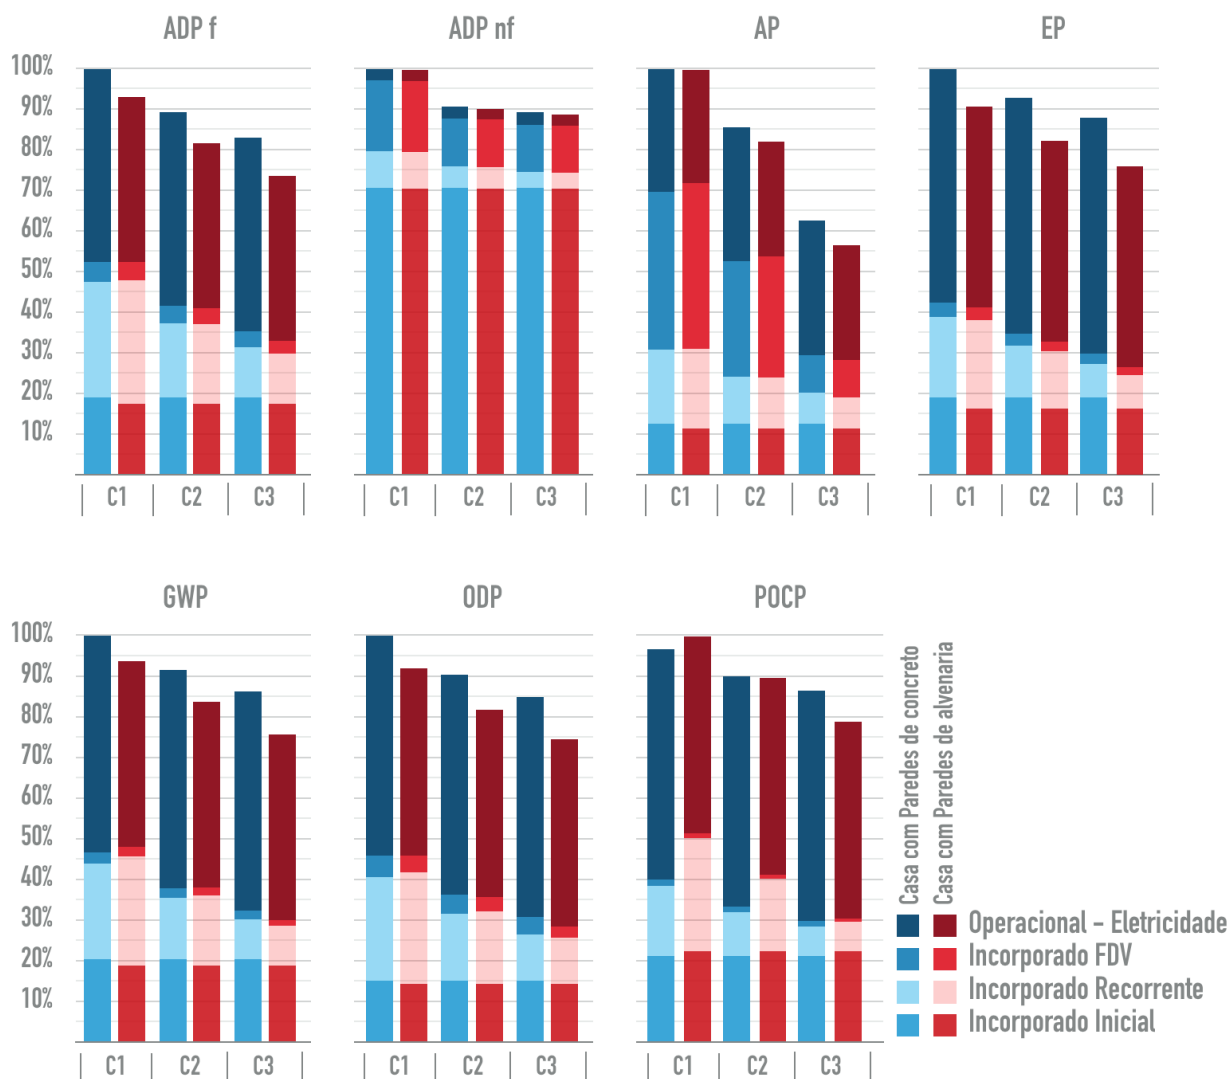 ADP f
ADP nf
AP
EP
100%
90%
80%
70%
60%
50%
40%
30%
20%
10%
C1
C2
C3
C1
C2
C3
C1
C2
C3
C1
C2
C3
GWP
ODP
POCP
100%
90%
80%
70%
60%
50%
40%
30%
20%
10%
C1
C2
C3
C1
C2
C3
C1
C2
C3
Casa com Paredes de concreto
Casa com Paredes de alvenaria
Operacional - Eletricidade
Incorporado FDV
Incorporado Recorrente
Incorporado Inicial